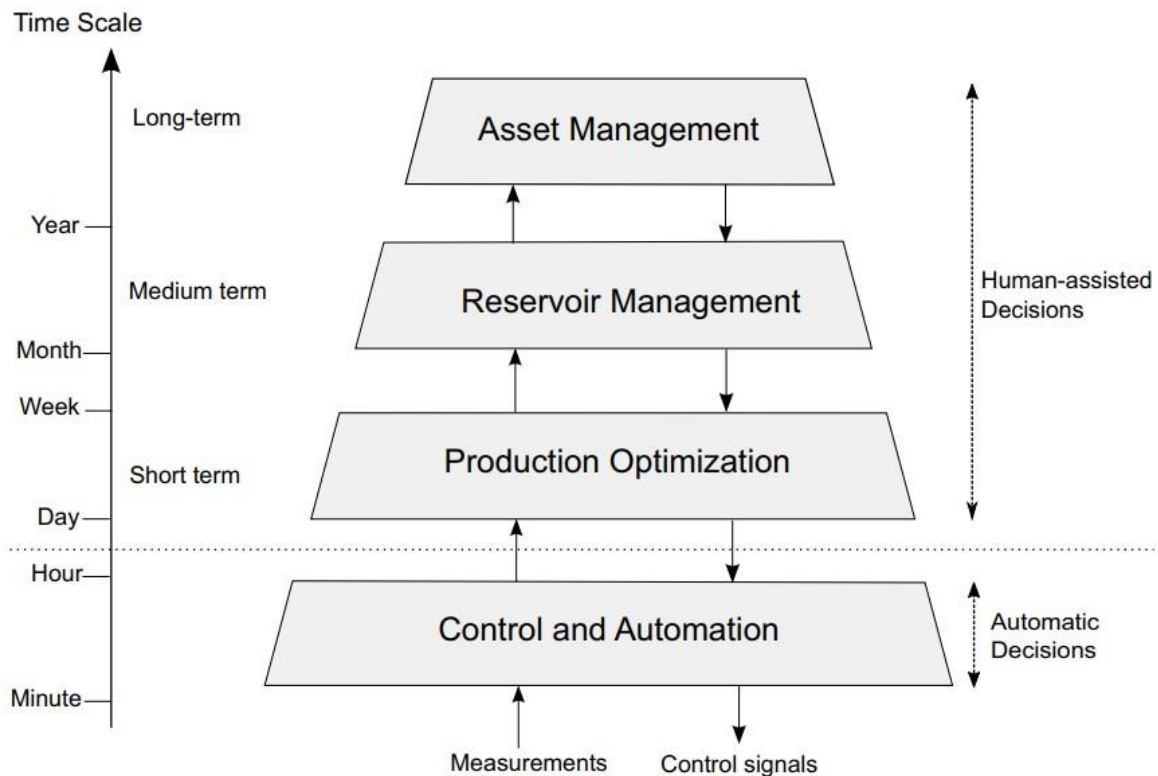 Time Scale
Long-term
Asset Management
Year
Medium term
Reservoir Management
Human-assisted
Decisions
Month
Week
Production Optimization
Short term
Day
Hour
Control and Automation
Automatic
Decisions
Minute
Measurements
Control signals